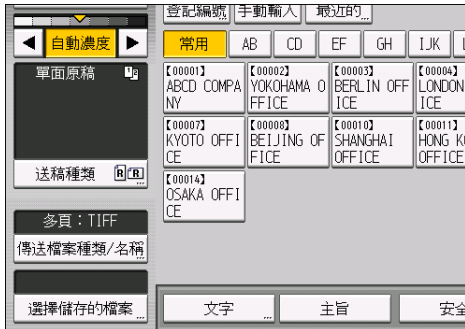 登記編號 手動輸入 最近的
自動濃度
常用 AB CD EF GH IJK
單面原稿
【00001】 【00002】 【00003】 【00004】
ABCD COMPA YOKOHAMA O BERLIN OFF LONDON
NY FFICE ICE ICE
【00007】 【00008】 【00010】 【00011】
KYOTO OFFI BEIJING OF SHANGHAI HONG K
CE FICE OFFICE OFFICE
送稿種類
【00014】
OSAKA OFFI
CE
多頁：TIFF
傳送檔案種類/名稱
選擇儲存的檔案
文字 主旨 安全